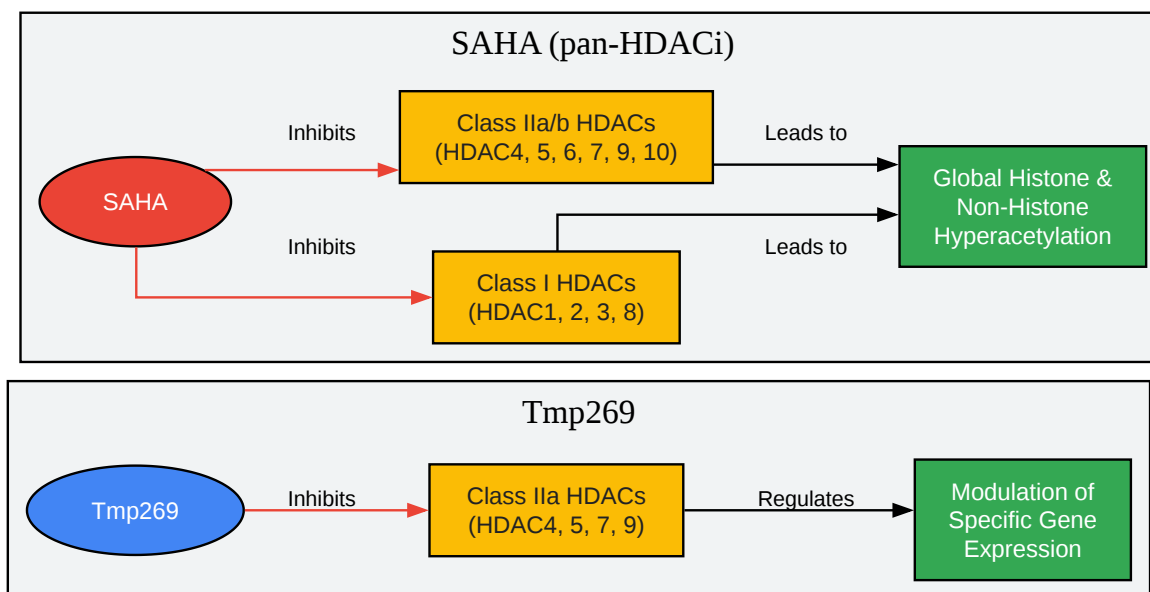 SAHA (pan-HDACi)
Inhibits
Class IIa/b HDACs
(HDAC4, 5, 6, 7, 9, 10)
Leads to
SAHA
Global Histone &
Non-Histone
Hyperacetylation
Inhibits
Class I HDACs
(HDAC1, 2, 3, 8)
Leads to
Tmp269
Tmp269
Inhibits
Class IIa HDACs
(HDAC4, 5, 7, 9)
Regulates
Modulation of
Specific Gene
Expression